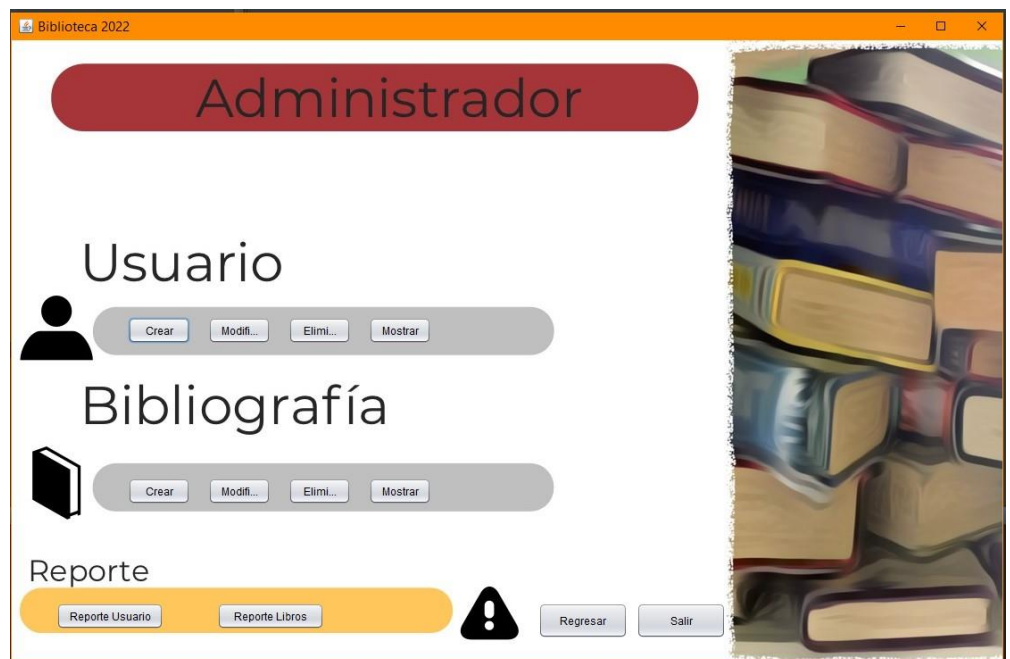 Biblioteca 2022
Administrador
Usuario
Crear Modifi... Elimi... Mostrar
Bibliografía
Crear Modifi... Elimi... Mostrar
Reporte
Reporte Usuario Reporte Libros Regresar Salir